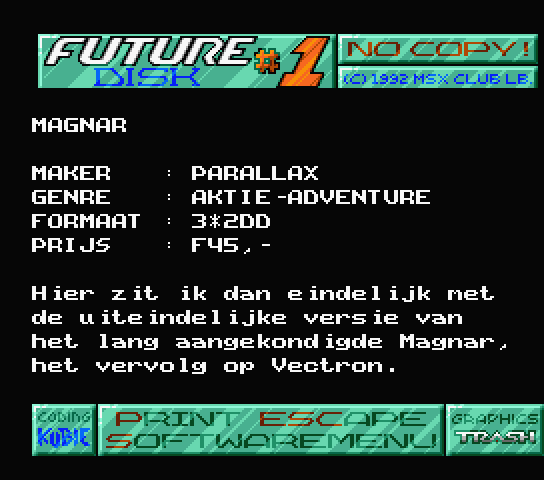 FUTURE DISK #1
NO COPY!
(C) 1992 MSX CLUB LB.
MAGNAR
MAKER : PARALLAX
GENRE : AKTIE-ADVENTURE
FORMAAT : 3*2DD
PRIJS : F45,-
Hier zit ik dan eindelijk met
de uiteindelijke versie van
het lang aangekondigde Magnar,
het vervolg op Vectron.
CODING KOBIE
PRINT ESCAPE
SOFTWAREMENU
GRAPHICS TRASH